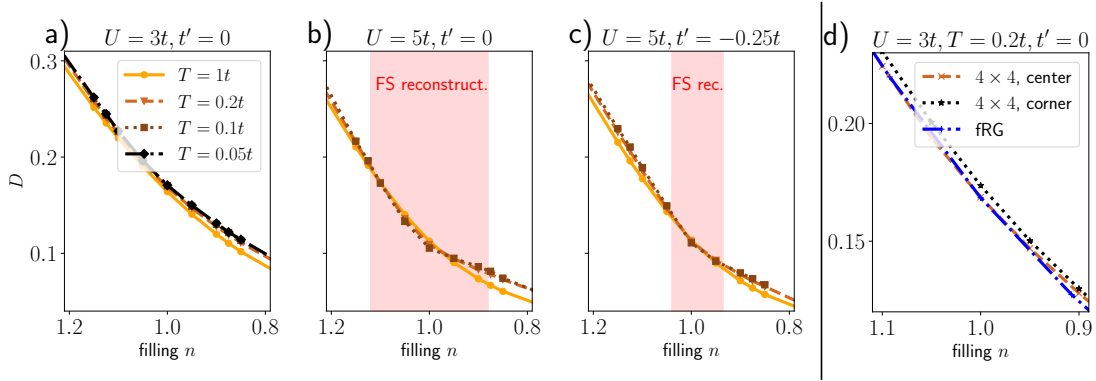 a) U = 3t, t′ = 0
0.3
0.2
0.1
D
T = 1t
T = 0.2t
T = 0.1t
T = 0.05t
1.2 1.0 0.8
filling n
b) U = 5t, t′ = 0
FS reconstruct.
1.2 1.0 0.8
filling n
c) U = 5t, t′ = −0.25t
FS rec.
1.2 1.0 0.8
filling n
d) U = 3t, T = 0.2t, t′ = 0
0.20
0.15
4 × 4, center
4 × 4, corner
fRG
1.1 1.0 0.9
filling n